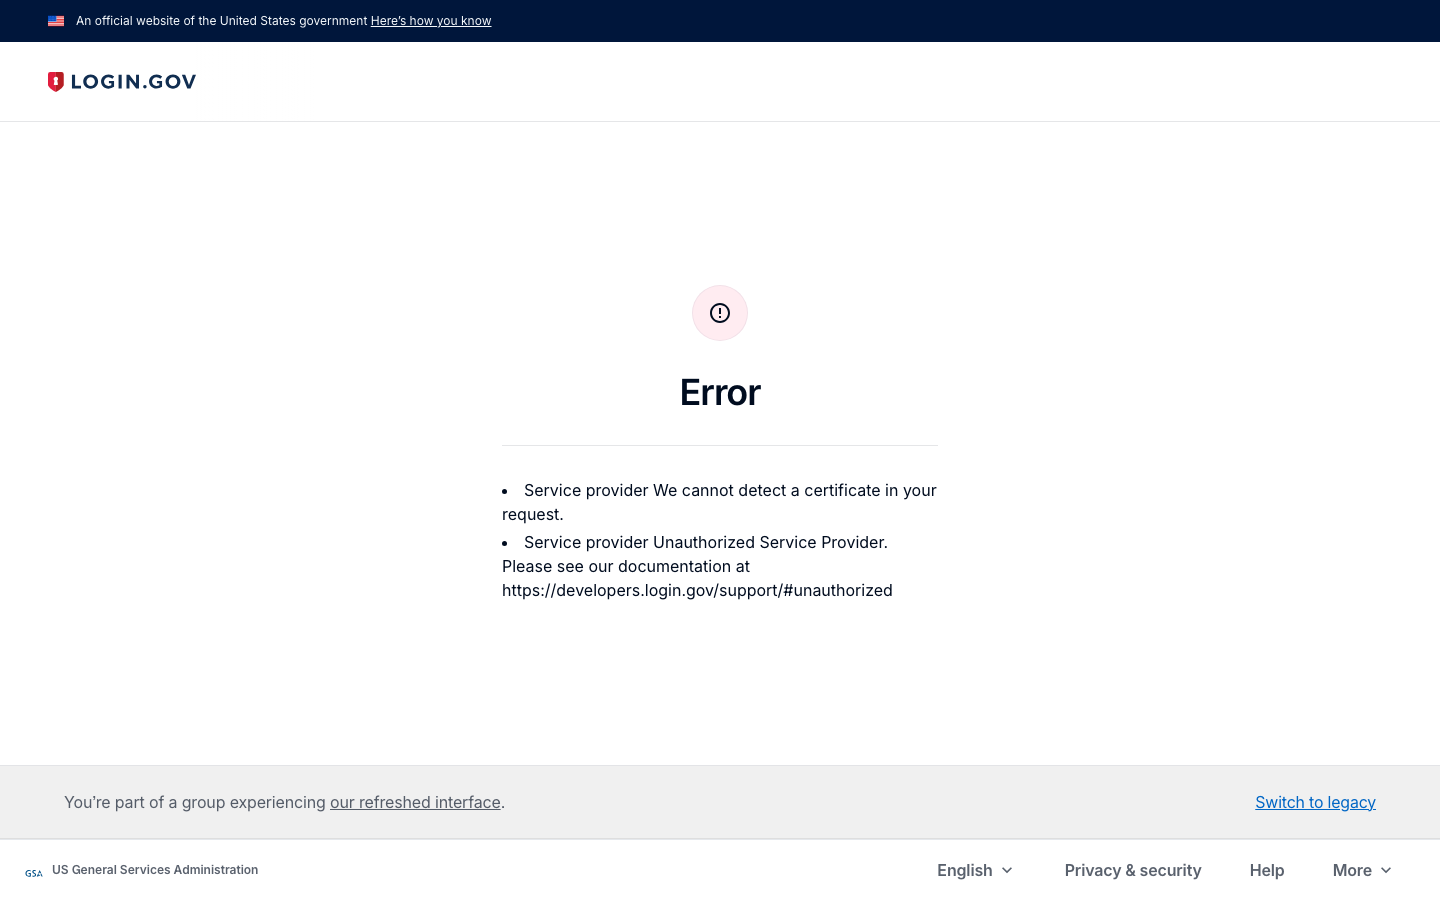 An official website of the United States government Here’s how you know
LOGIN.GOV
Error
• Service provider We cannot detect a certificate in your
request.
• Service provider Unauthorized Service Provider.
Please see our documentation at
https://developers.login.gov/support/#unauthorized
You’re part of a group experiencing our refreshed interface.
Switch to legacy
GSA US General Services Administration
English
Privacy & security
Help
More